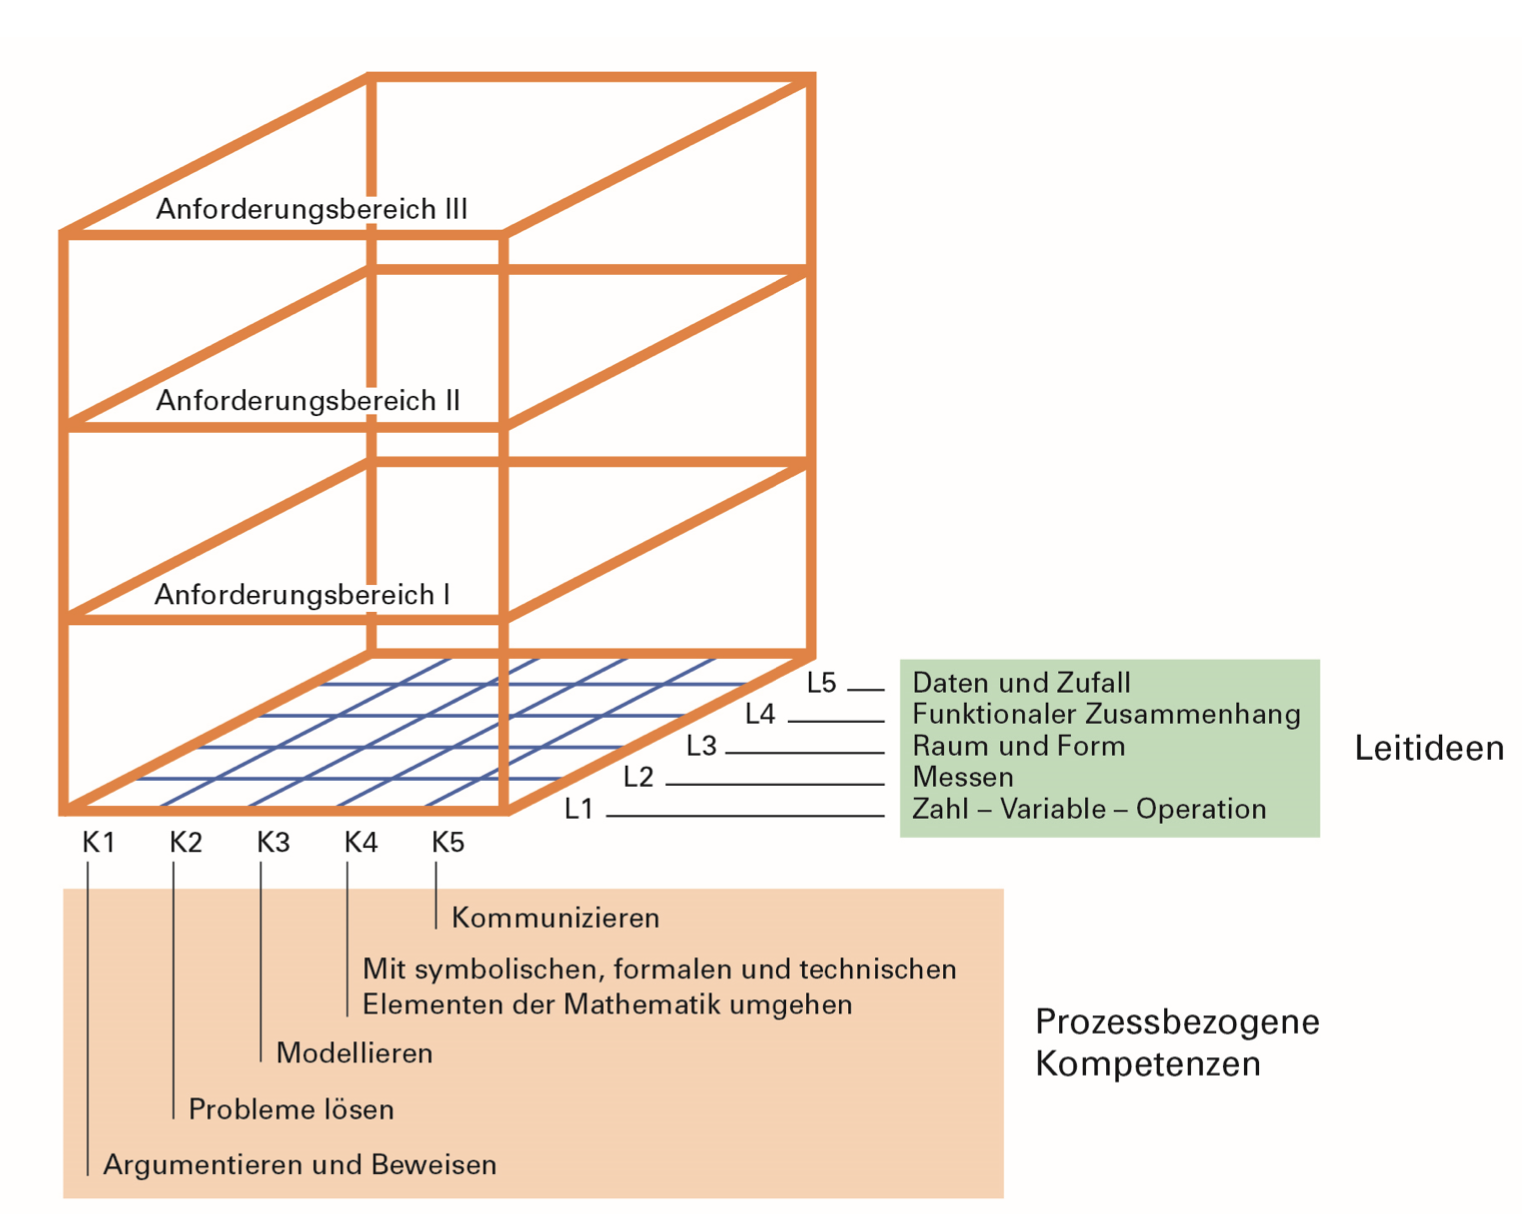 Anforderungsbereich III
Anforderungsbereich II
Anforderungsbereich I
L5
Daten und Zufall
L4
Funktionaler Zusammenhang
L3
Raum und Form
L2
Messen
L1
Zahl – Variable – Operation
Leitideen
K1 K2 K3 K4 K5
Kommunizieren
Mit symbolischen, formalen und technischen
Elementen der Mathematik umgehen
Modellieren
Probleme lösen
Argumentieren und Beweisen
Prozessbezogene
Kompetenzen